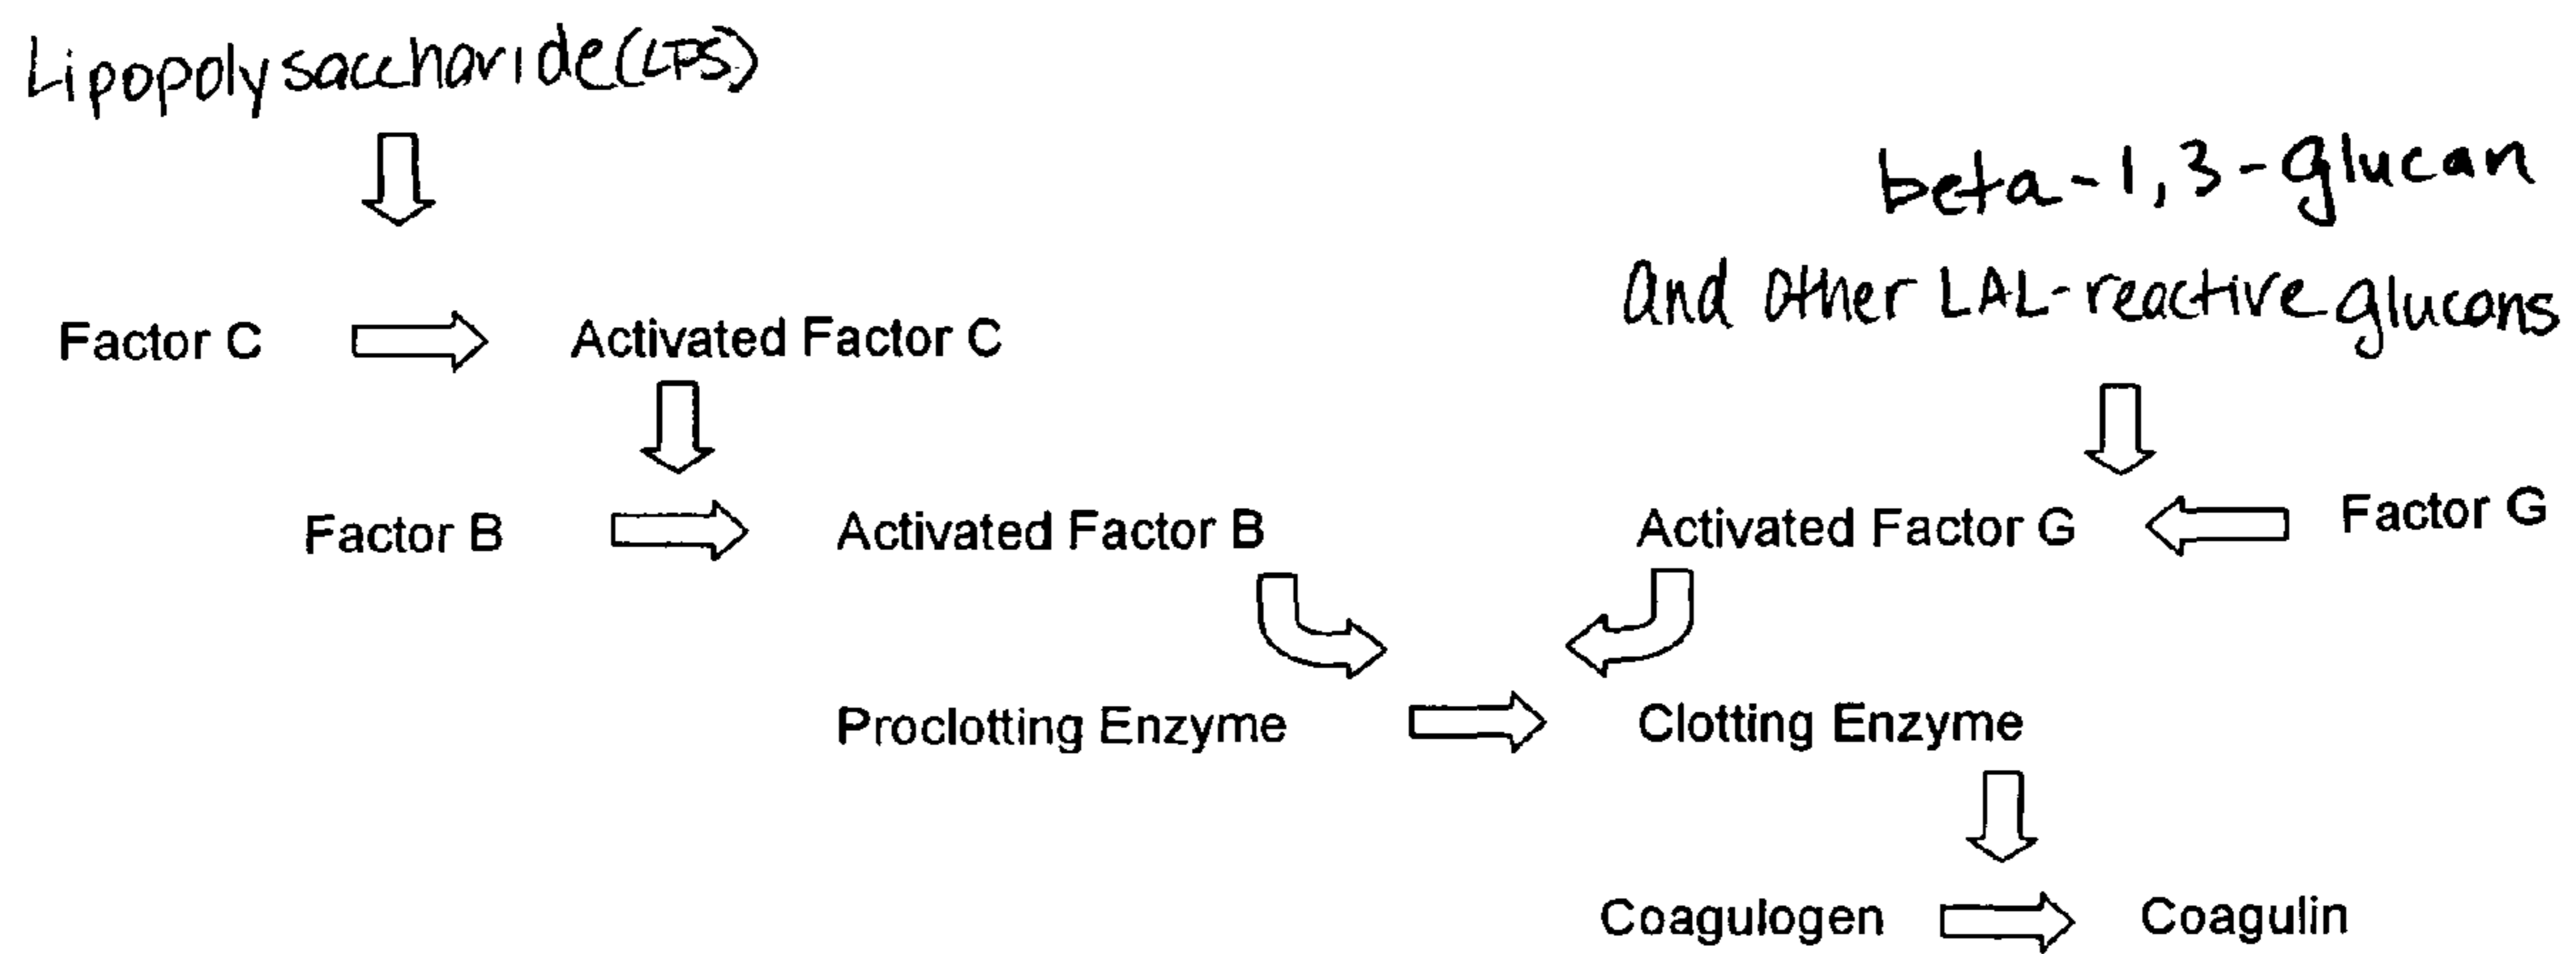 Lipopolysaccharide(LPS)
beta-1,3-glucan
and other LAL-reactive glucans
Factor C
Activated Factor C
Factor B
Activated Factor B
Activated Factor G
Factor G
Proclotting Enzyme
Clotting Enzyme
Coagulogen
Coagulin